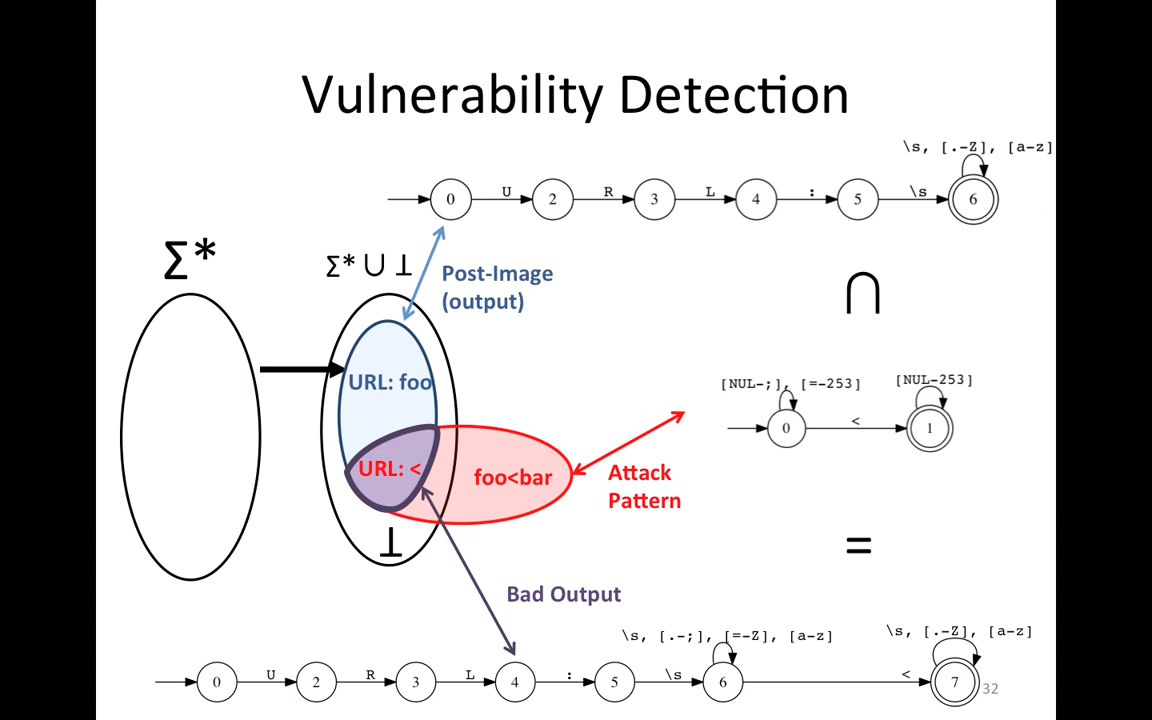 Vulnerability Detection
\s, [.-Z], [a-z]
0 U 2 R 3 L 4 : 5 \s 6
Σ*
Σ* ∪ ⊥
Post-Image
(output)
∩
URL: foo
[NUL-;], [=-253]
[NUL-253]
0 < 1
URL: <
foo<bar
Attack
Pattern
⊥
=
Bad Output
\s, [.-;], [=-Z], [a-z]
\s, [.-Z], [a-z]
0 U 2 R 3 L 4 : 5 \s 6 < 7
32